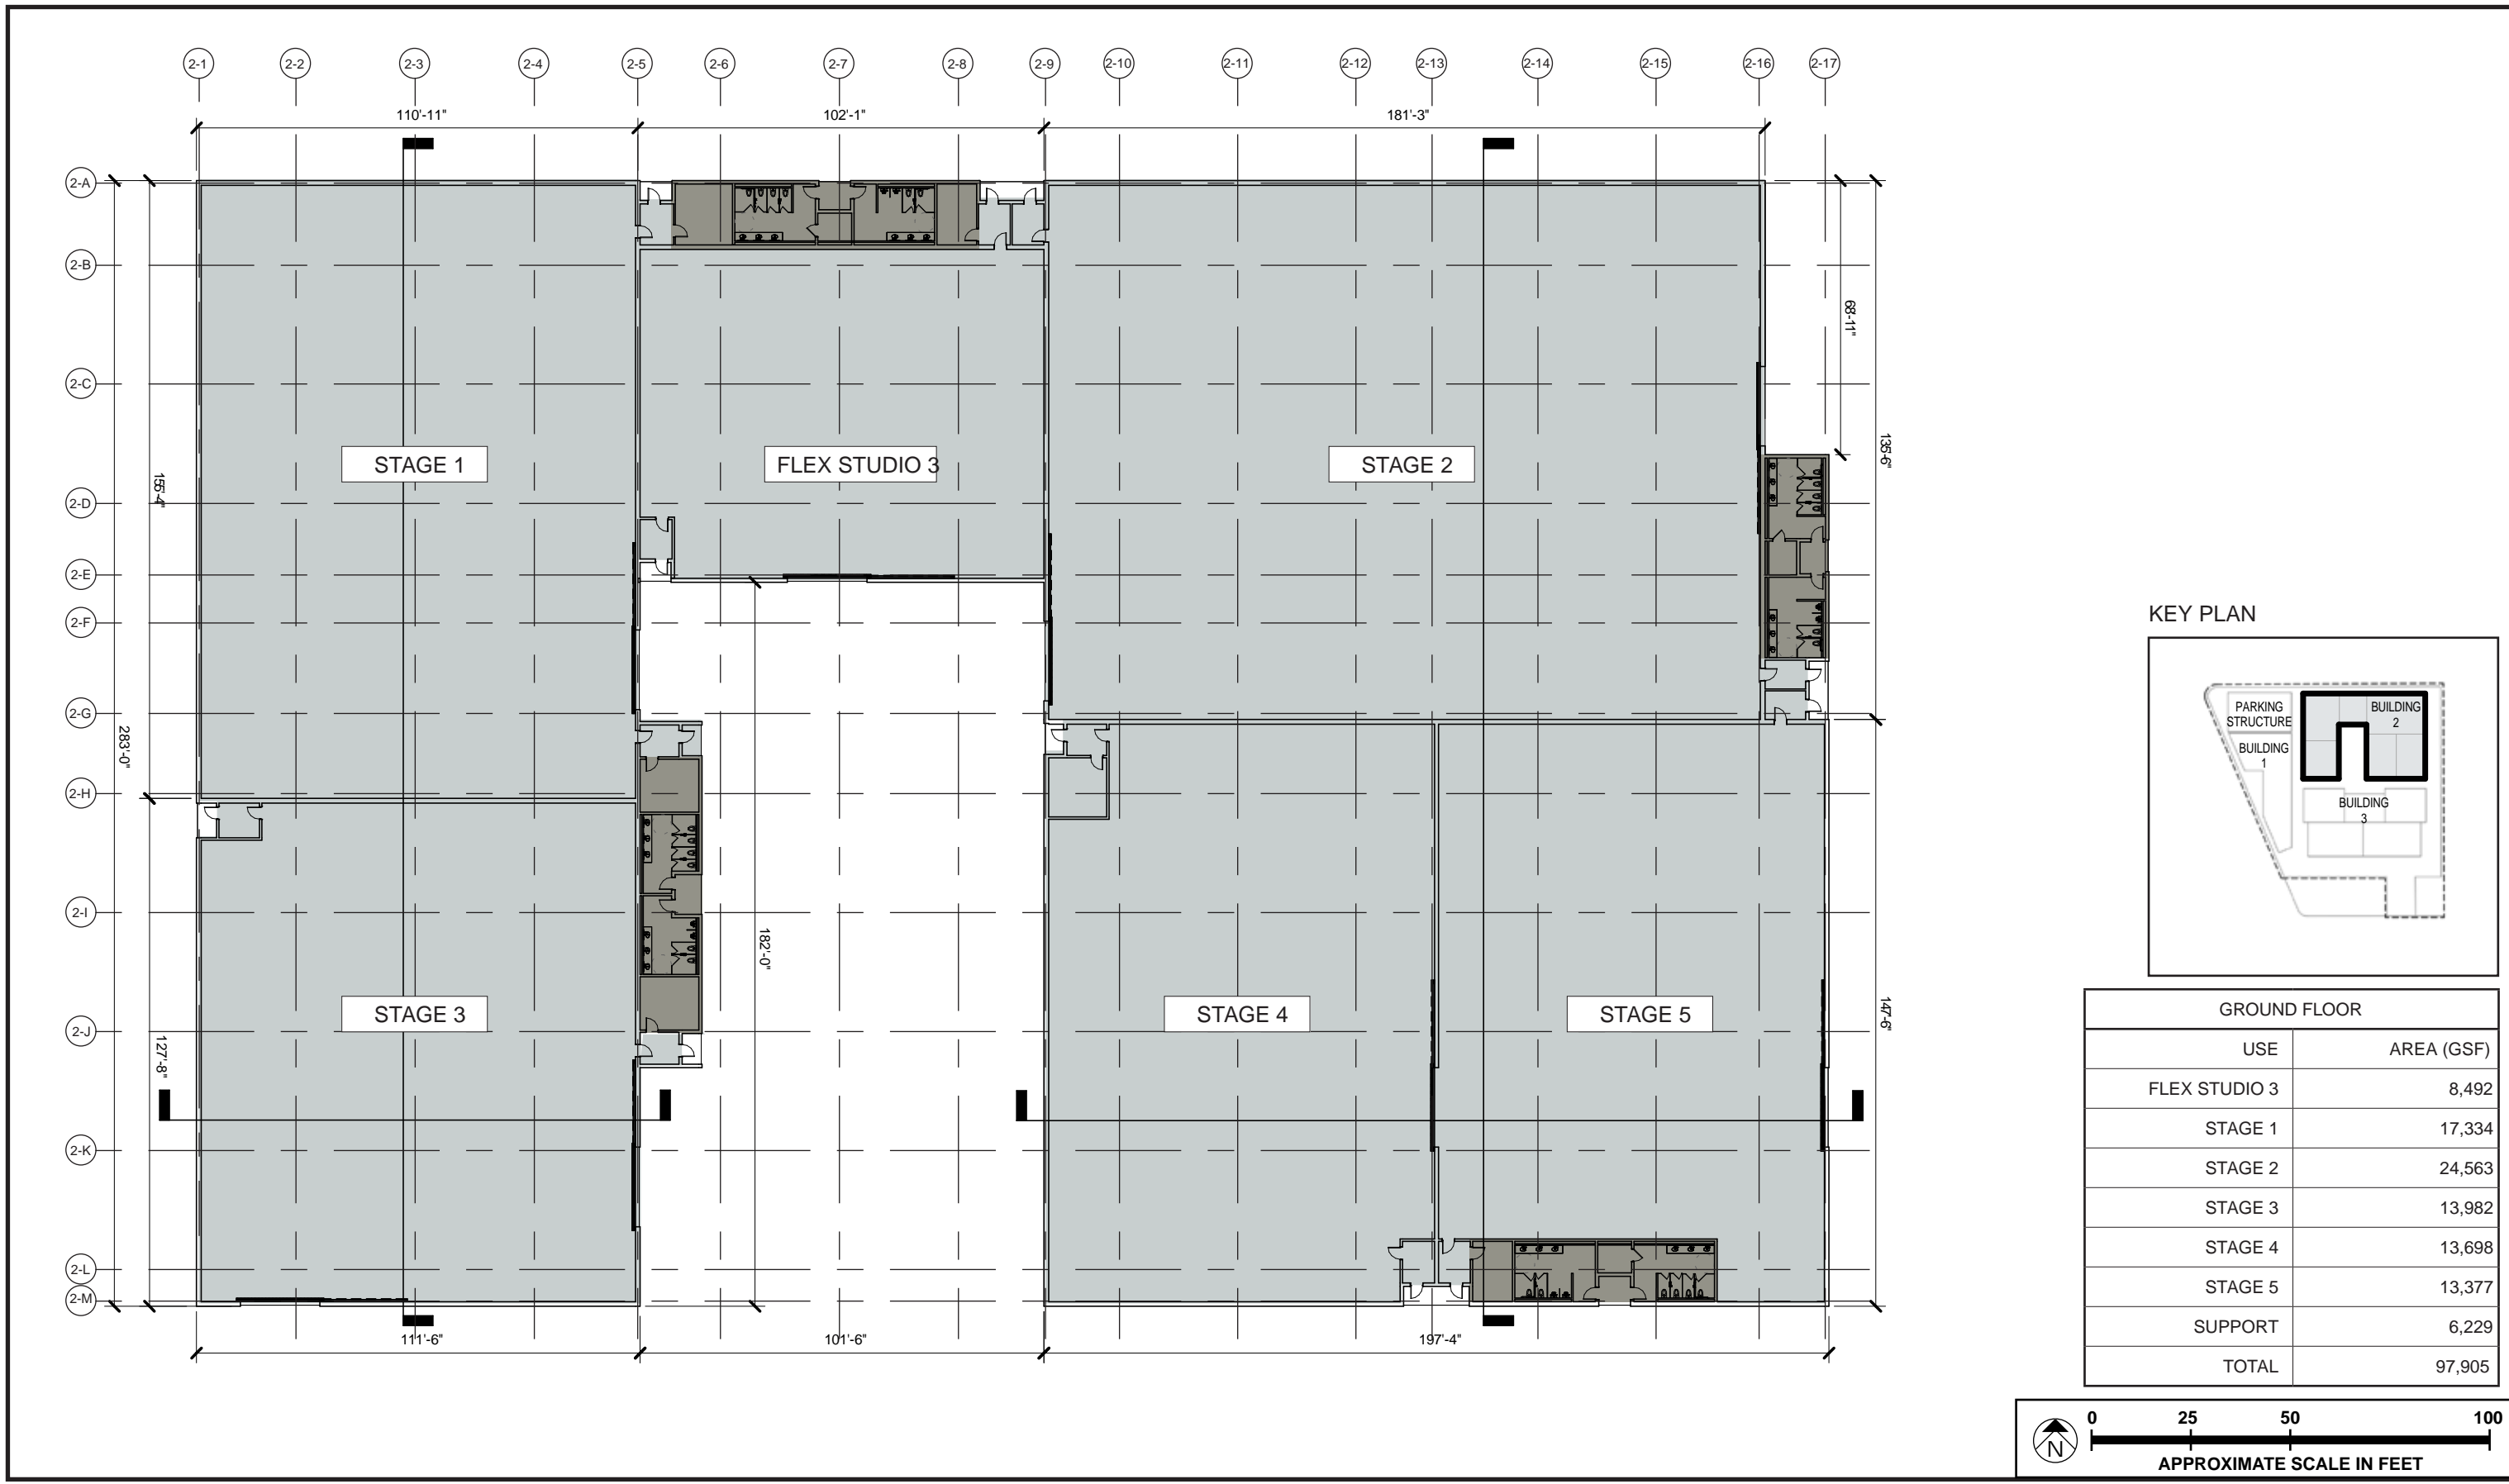 2-1 2-2 2-3 2-4 2-5 2-6 2-7 2-8 2-9 2-10 2-11 2-12 2-13 2-14 2-15 2-16 2-17
110'-11" 102'-1" 181'-3"
2-A
2-B
68'-11"
2-C
STAGE 1 FLEX STUDIO 3 STAGE 2
135'-6"
155'-4"
2-D
2-E
2-F
2-G
283'-0"
2-H
2-I
182'-0"
STAGE 3 STAGE 4 STAGE 5
147'-6"
2-J
127'-8"
2-K
2-L
2-M
111'-6" 101'-6" 197'-4"
KEY PLAN
PARKING
STRUCTURE
BUILDING
2
BUILDING
1
BUILDING
3
GROUND FLOOR
USE AREA (GSF)
FLEX STUDIO 3 8,492
STAGE 1 17,334
STAGE 2 24,563
STAGE 3 13,982
STAGE 4 13,698
STAGE 5 13,377
SUPPORT 6,229
TOTAL 97,905
N
0 25 50 100
APPROXIMATE SCALE IN FEET